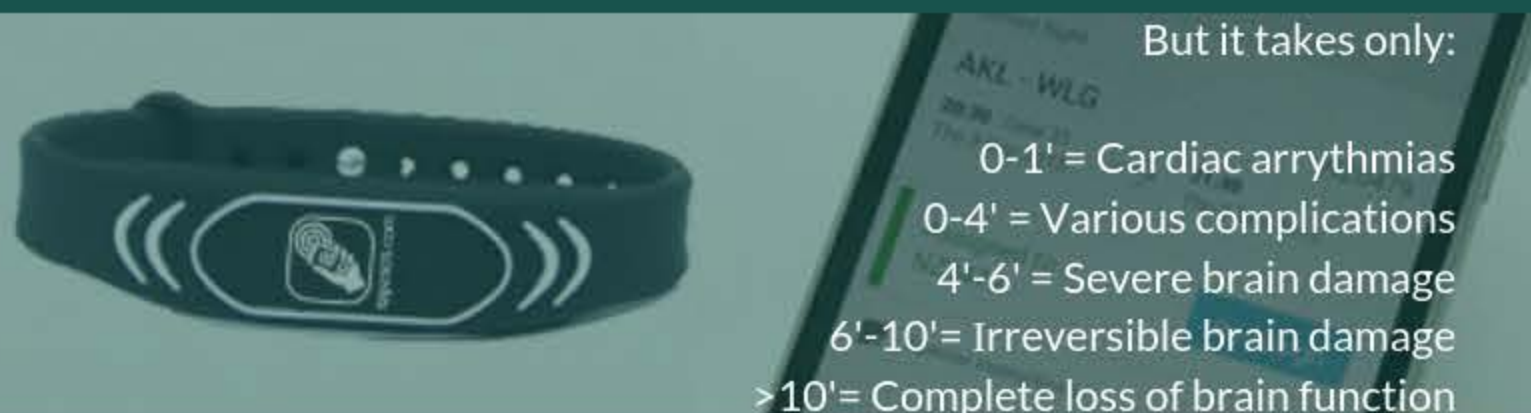 But it takes only:
AKL - WLG
0-1' = Cardiac arrythmias
0-4' = Various complications
4'-6' = Severe brain damage
6'-10'= Irreversible brain damage
>10'= Complete loss of brain function